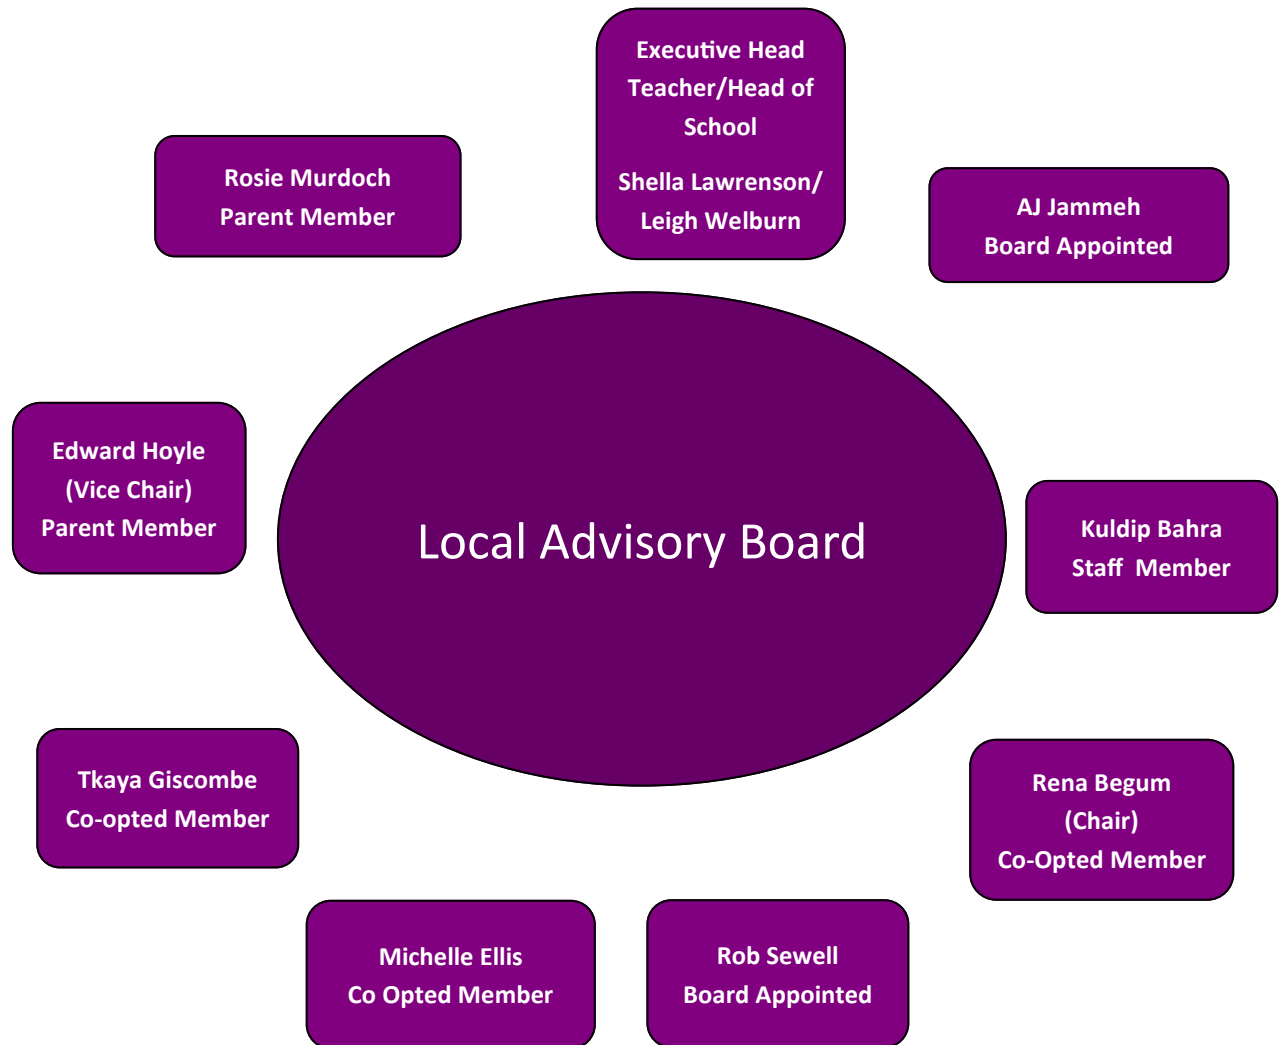 Executive Head
Teacher/Head of
School
Shella Lawrenson/
Leigh Welburn
Rosie Murdoch
Parent Member
AJ Jammeh
Board Appointed
Edward Hoyle
(Vice Chair)
Parent Member
Local Advisory Board
Kuldip Bahra
Staff Member
Tkaya Giscombe
Co-opted Member
Rena Begum
(Chair)
Co-Opted Member
Michelle Ellis
Co Opted Member
Rob Sewell
Board Appointed